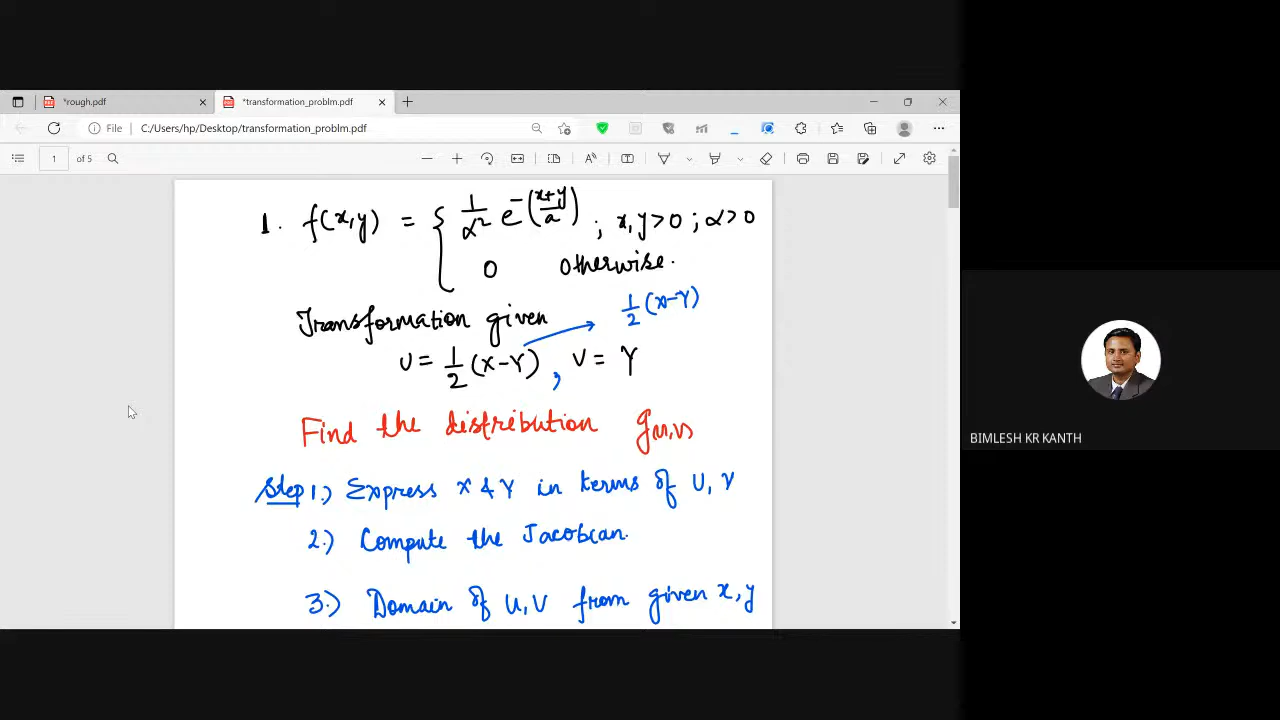 *rough.pdf
*transformation_problm.pdf
File C:/Users/hp/Desktop/transformation_problm.pdf
1 of 5
1. f(x,y) = { 1/α² e^-(x+y/a) ; x,y>0 ; α>0
0 otherwise.
Transformation given
1/2 (X-Y)
U = 1/2 (X-Y) , V = Y
Find the distribution g(u,v)
Step 1.) Express X & Y in terms of U, V
2.) Compute the Jacobian.
3.) Domain of U,V from given x,y
BIMLESH KR KANTH